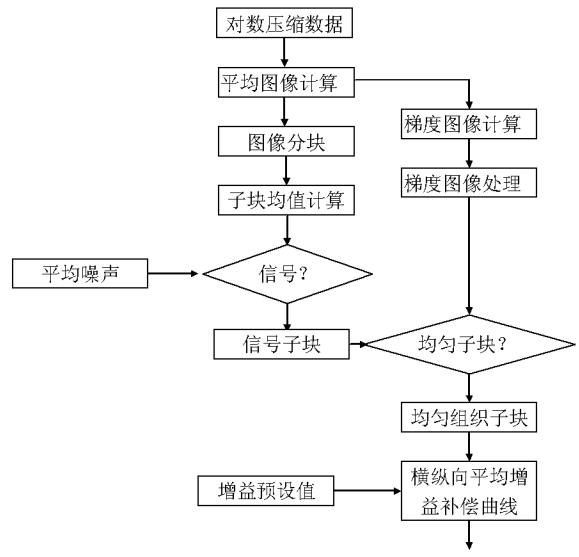 对数压缩数据
平均图像计算
图像分块
梯度图像计算
子块均值计算
梯度图像处理
平均噪声
信号?
信号子块
均匀子块?
均匀组织子块
增益预设值
横纵向平均增
益补偿曲线